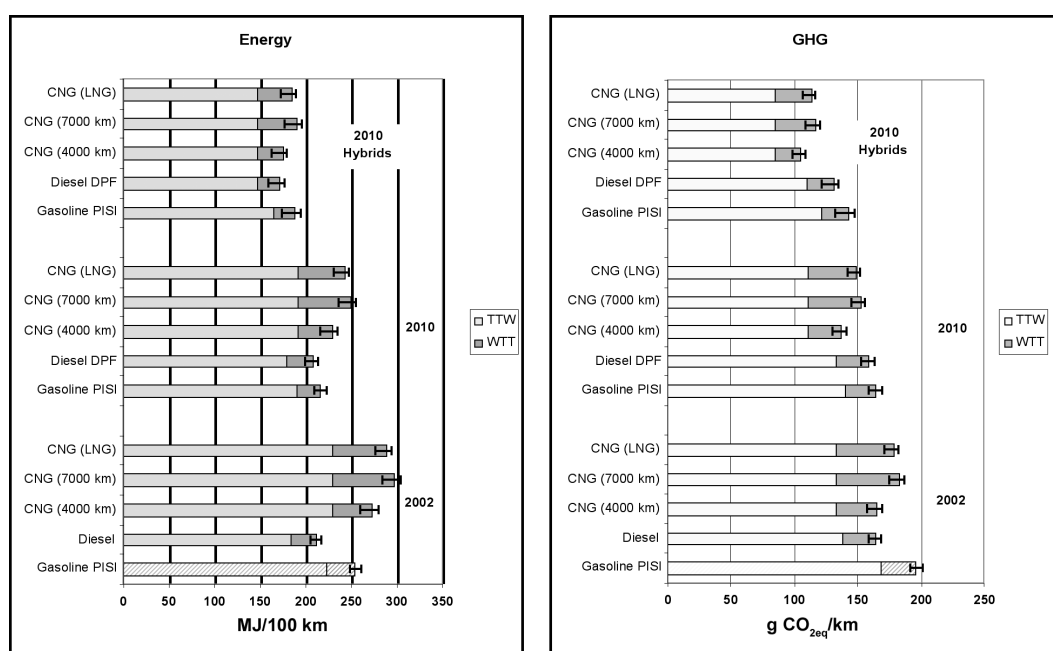 Energy
CNG (LNG)
CNG (7000 km)
CNG (4000 km)
Diesel DPF
Gasoline PISI
2010
Hybrids
CNG (LNG)
CNG (7000 km)
CNG (4000 km)
Diesel DPF
Gasoline PISI
2010
CNG (LNG)
CNG (7000 km)
CNG (4000 km)
Diesel
Gasoline PISI
2002
0 50 100 150 200 250 300 350
MJ/100 km
TTW
WTT
GHG
CNG (LNG)
CNG (7000 km)
CNG (4000 km)
Diesel DPF
Gasoline PISI
2010
Hybrids
CNG (LNG)
CNG (7000 km)
CNG (4000 km)
Diesel DPF
Gasoline PISI
2010
CNG (LNG)
CNG (7000 km)
CNG (4000 km)
Diesel
Gasoline PISI
2002
0 50 100 150 200 250
g CO2eq/km
TTW
WTT